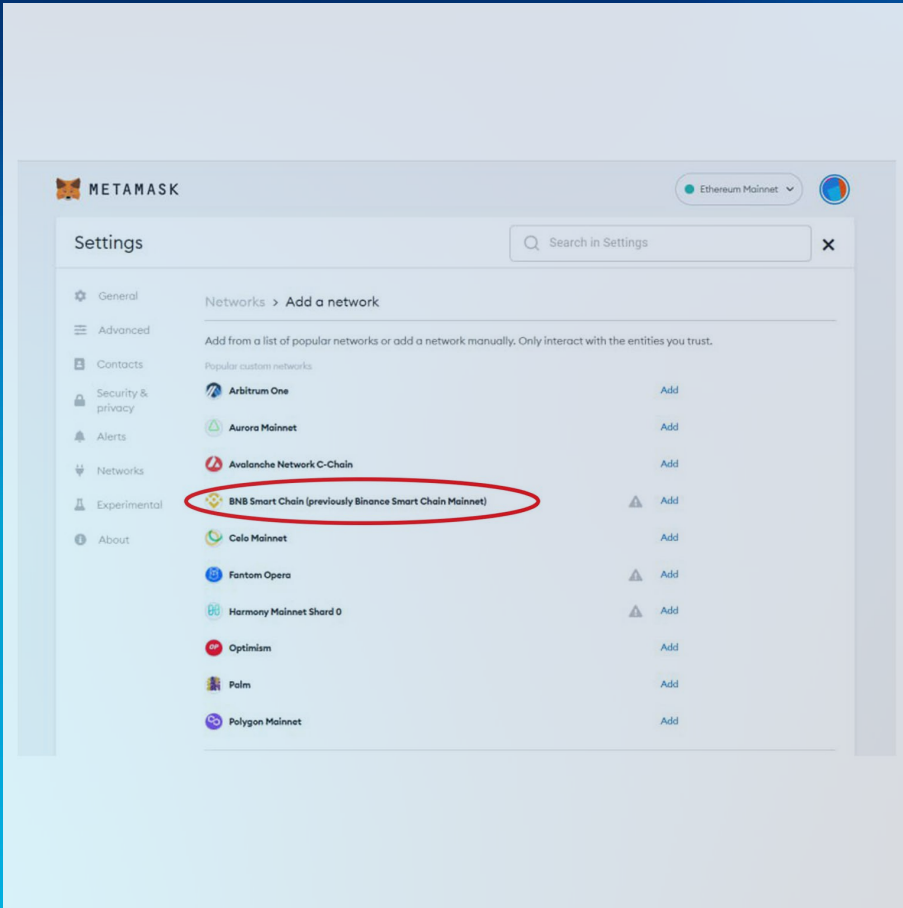 METAMASK
Ethereum Mainnet
Settings
Search in Settings
General
Advanced
Contacts
Security &
privacy
Alerts
Networks
Experimental
About
Networks > Add a network
Add from a list of popular networks or add a network manually. Only interact with the entities you trust.
Popular custom networks
Arbitrum One Add
Aurora Mainnet Add
Avalanche Network C-Chain Add
BNB Smart Chain (previously Binance Smart Chain Mainnet) Add
Celo Mainnet Add
Fantom Opera Add
Harmony Mainnet Shard 0 Add
OP Optimism Add
Palm Add
Polygon Mainnet Add